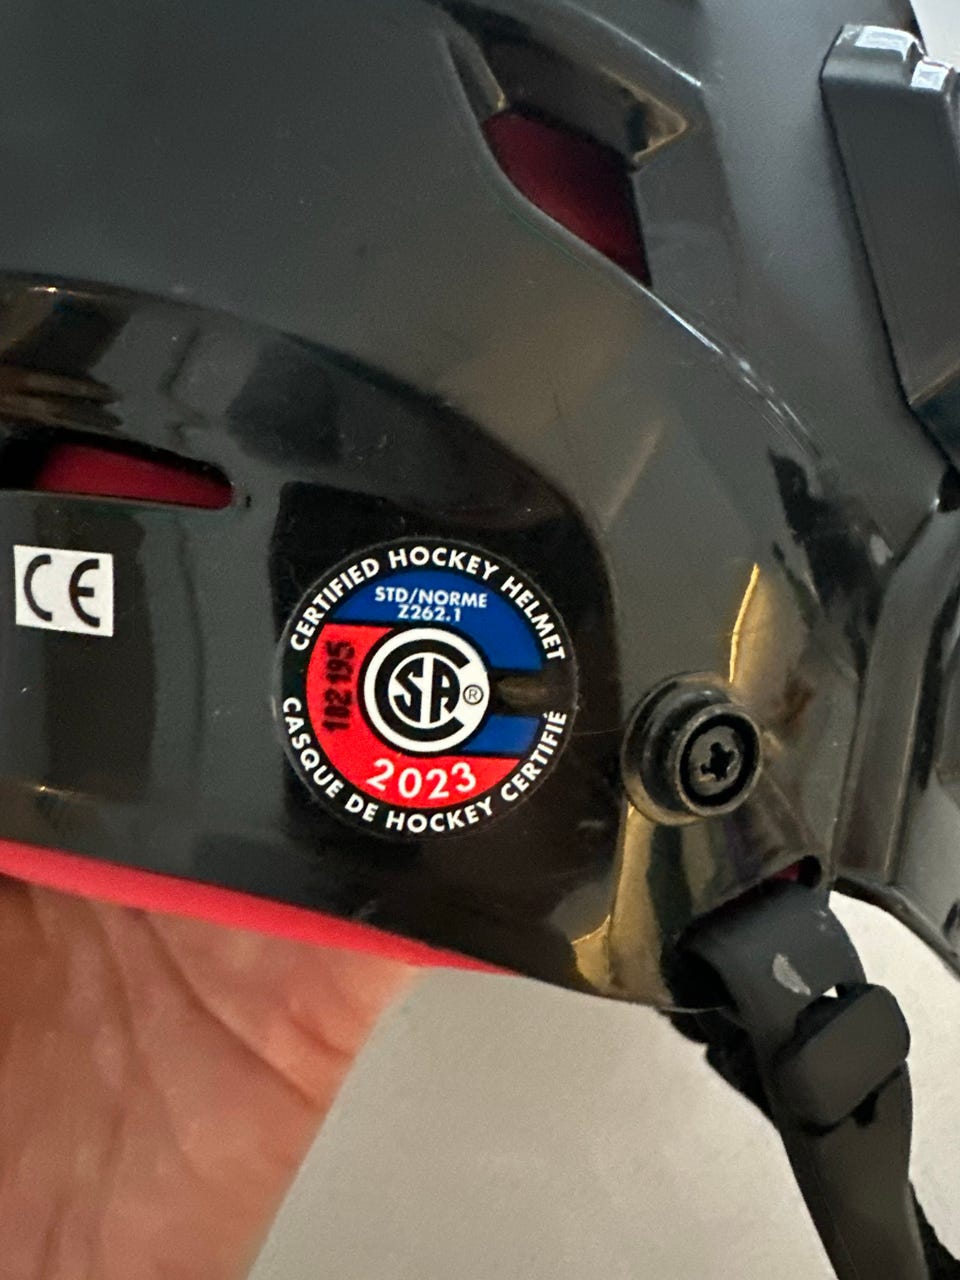 CE
CERTIFIED HOCKEY HELMET
STD/NORME
Z262.1
102195
CSA®
2023
CASQUE DE HOCKEY CERTIFIÉ